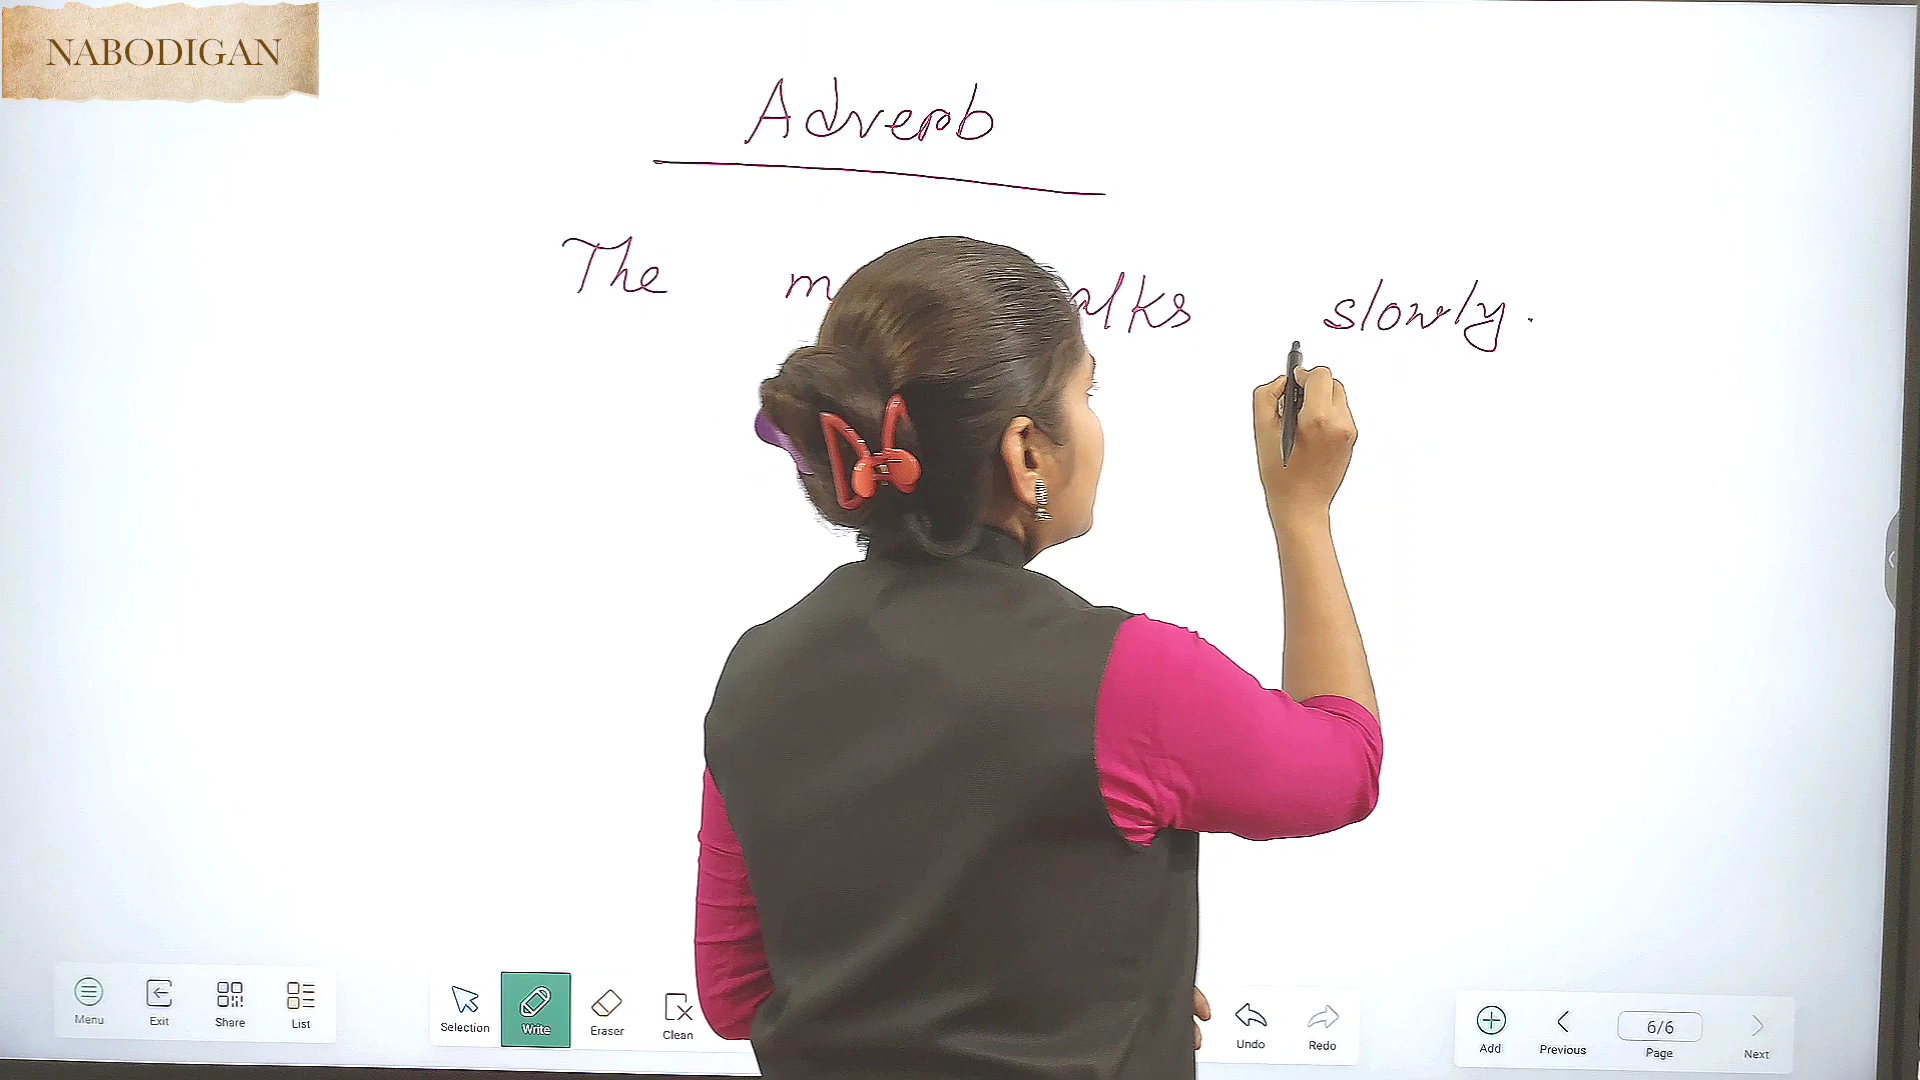 NABODIGAN
Adverb
The slowly.
Menu
Exit
Share
List
Selection
Write
Eraser
Clean
Undo
Redo
Add
Previous
6/6
Page
Next